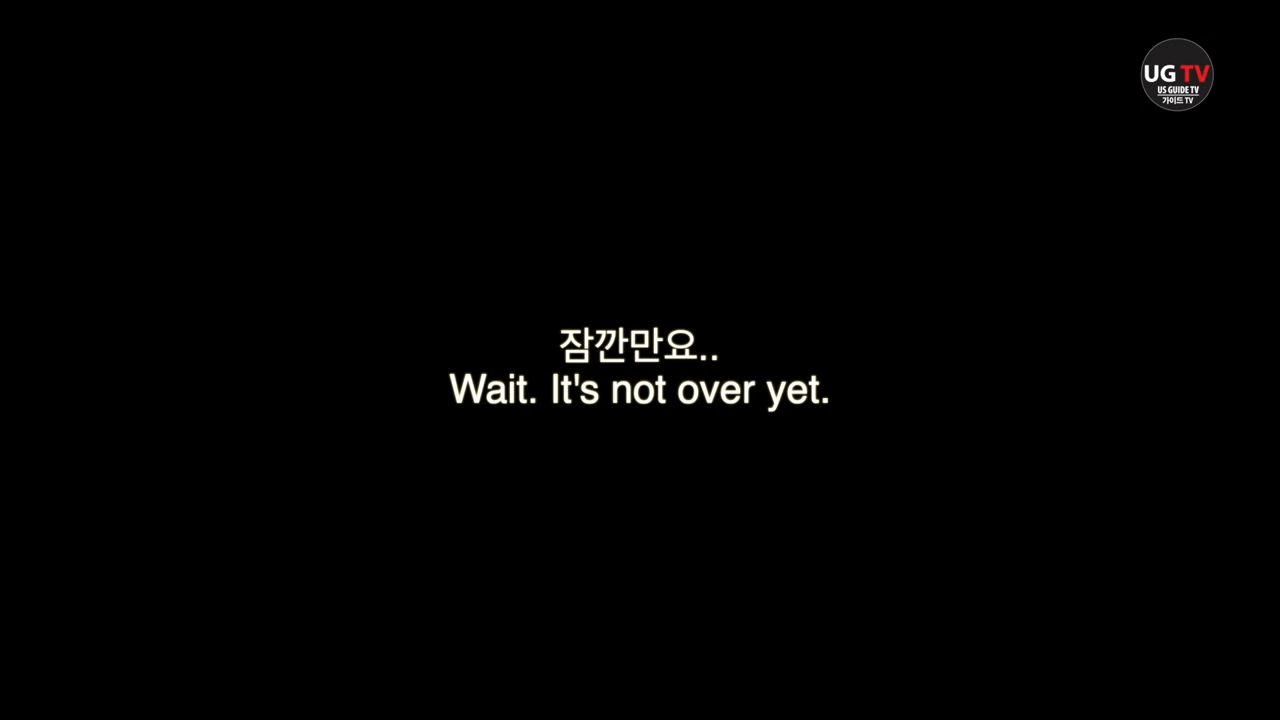 UG TV
US GUIDE TV
가이드 TV
잠깐만요..
Wait. It's not over yet.